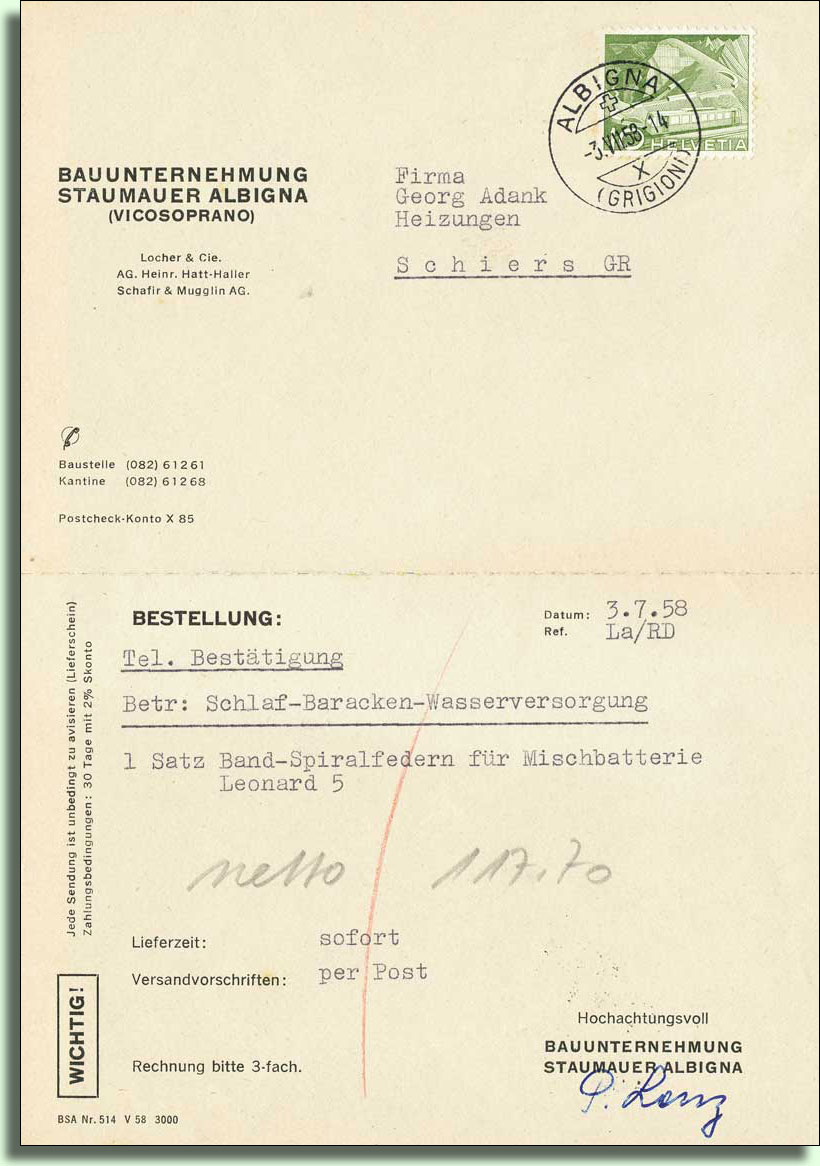 ALBIGNA
-3.VII.58-14
X
(GRIGIONI)
HELVETIA
BAUUNTERNEHMUNG
STAUMAUER ALBIGNA
(VICOSOPRANO)
Locher & Cie.
AG. Heinr. Hatt-Haller
Schafir & Mugglin AG.
Firma
Georg Adank
Heizungen
Schiers GR
Baustelle (082) 61261
Kantine (082) 61268
Postcheck-Konto X 85
Jede Sendung ist unbedingt zu avisieren (Lieferschein)
Zahlungsbedingungen: 30 Tage mit 2% Skonto
WICHTIG!
BESTELLUNG:
Datum: 3.7.58
Ref. La/RD
Tel. Bestätigung
Betr: Schlaf-Baracken-Wasserversorgung
1 Satz Band-Spiralfedern für Mischbatterie
Leonard 5
netto 117.70
Lieferzeit: sofort
Versandvorschriften: per Post
Rechnung bitte 3-fach.
Hochachtungsvoll
BAUUNTERNEHMUNG
STAUMAUER ALBIGNA
BSA Nr. 514 V 58 3000